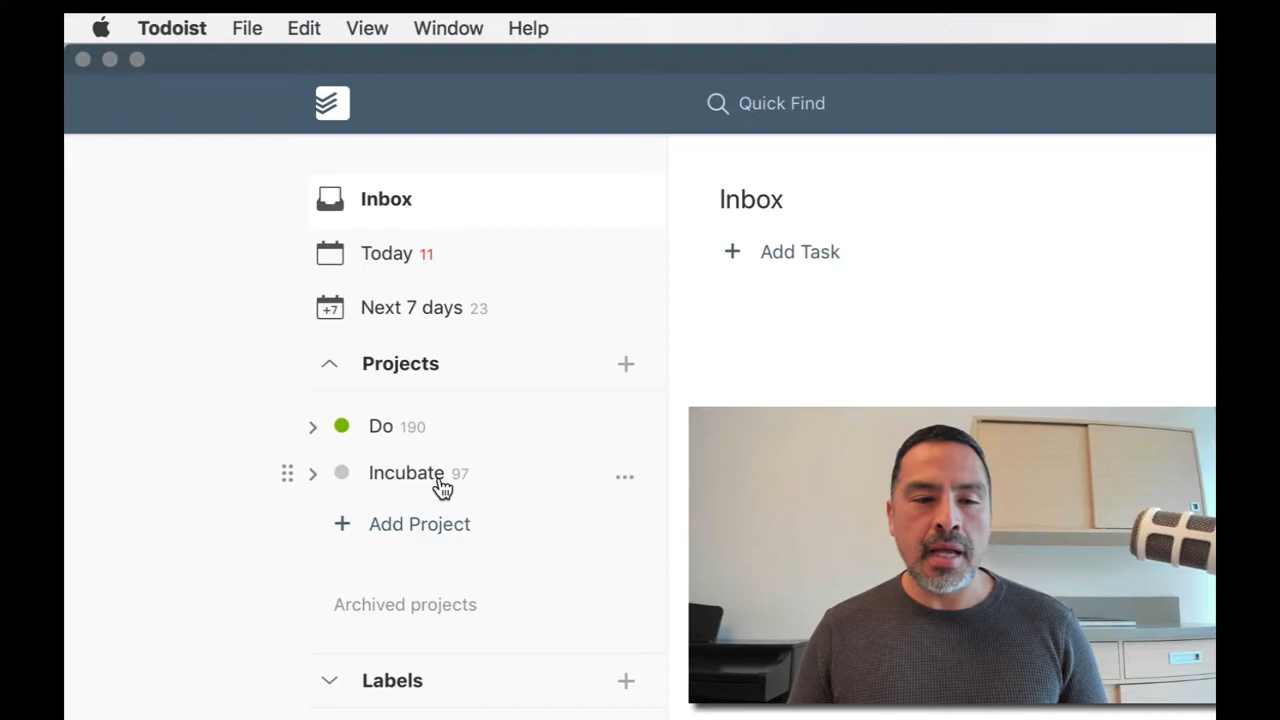 Todoist File Edit View Window Help
Quick Find
Inbox
Today 11
Next 7 days 23
Projects
Do 190
Incubate 97
Add Project
Archived projects
Labels
Inbox
Add Task